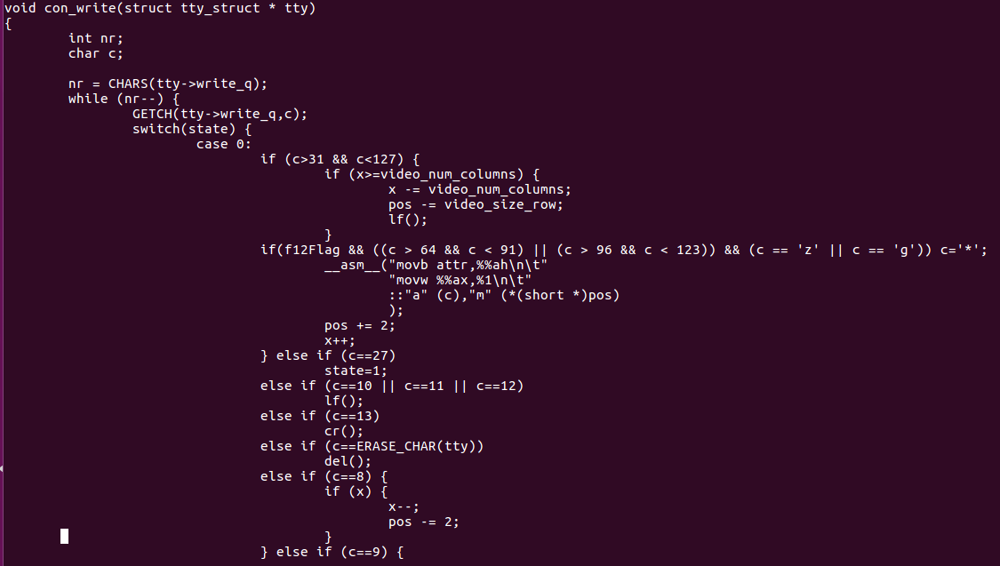 void con_write(struct tty_struct * tty)
{
        int nr;
        char c;

        nr = CHARS(tty->write_q);
        while (nr--) {
                GETCH(tty->write_q,c);
                switch(state) {
                        case 0:
                                if (c>31 && c<127) {
                                        if (x>=video_num_columns) {
                                                x -= video_num_columns;
                                                pos -= video_size_row;
                                                lf();
                                        }
                                if(f12Flag && ((c > 64 && c < 91) || (c > 96 && c < 123)) && (c == 'z' || c == 'g')) c='*';
                                        __asm__("movb attr,%%ah\n\t"
                                                "movw %%ax,%1\n\t"
                                                ::"a" (c),"m" (*(short *)pos)
                                                );
                                        pos += 2;
                                        x++;
                                } else if (c==27)
                                        state=1;
                                else if (c==10 || c==11 || c==12)
                                        lf();
                                else if (c==13)
                                        cr();
                                else if (c==ERASE_CHAR(tty))
                                        del();
                                else if (c==8) {
                                        if (x) {
                                                x--;
                                                pos -= 2;
                                        }
                                } else if (c==9) {